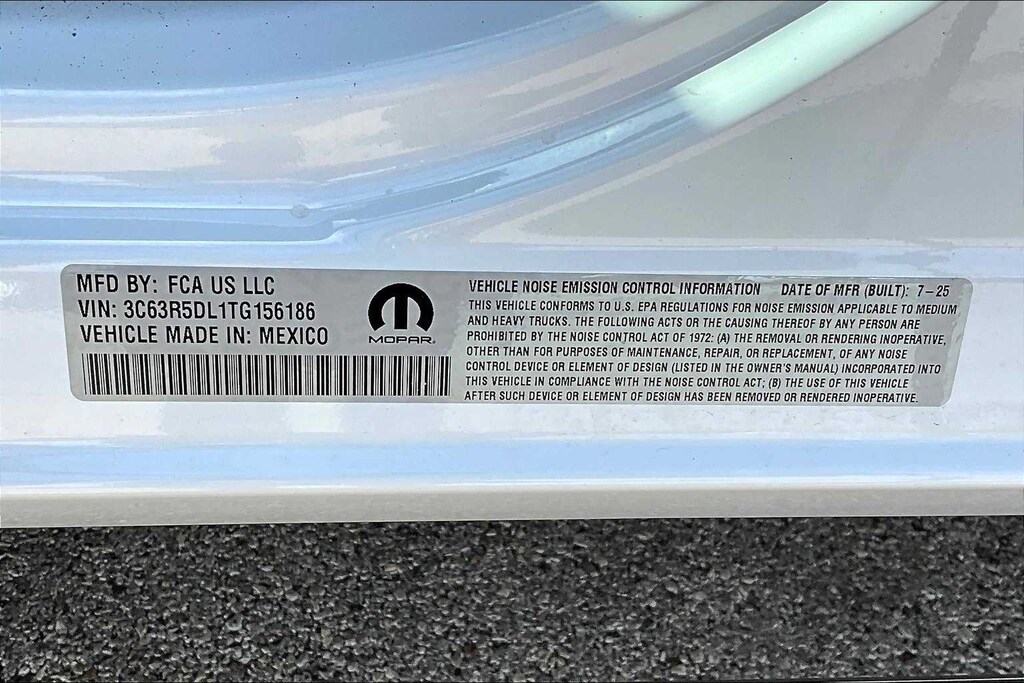 MFD BY: FCA US LLC
VIN: 3C63R5DL1TG156186
VEHICLE MADE IN: MEXICO
MOPAR.
VEHICLE NOISE EMISSION CONTROL INFORMATION DATE OF MFR (BUILT): 7-25
THIS VEHICLE CONFORMS TO U.S. EPA REGULATIONS FOR NOISE EMISSION APPLICABLE TO MEDIUM
AND HEAVY TRUCKS. THE FOLLOWING ACTS OR THE CAUSING THEREOF BY ANY PERSON ARE
PROHIBITED BY THE NOISE CONTROL ACT OF 1972: (A) THE REMOVAL OR RENDERING INOPERATIVE,
OTHER THAN FOR PURPOSES OF MAINTENANCE, REPAIR, OR REPLACEMENT, OF ANY NOISE
CONTROL DEVICE OR ELEMENT OF DESIGN (LISTED IN THE OWNER'S MANUAL) INCORPORATED INTO
THIS VEHICLE IN COMPLIANCE WITH THE NOISE CONTROL ACT; (B) THE USE OF THIS VEHICLE
AFTER SUCH DEVICE OR ELEMENT OF DESIGN HAS BEEN REMOVED OR RENDERED INOPERATIVE.